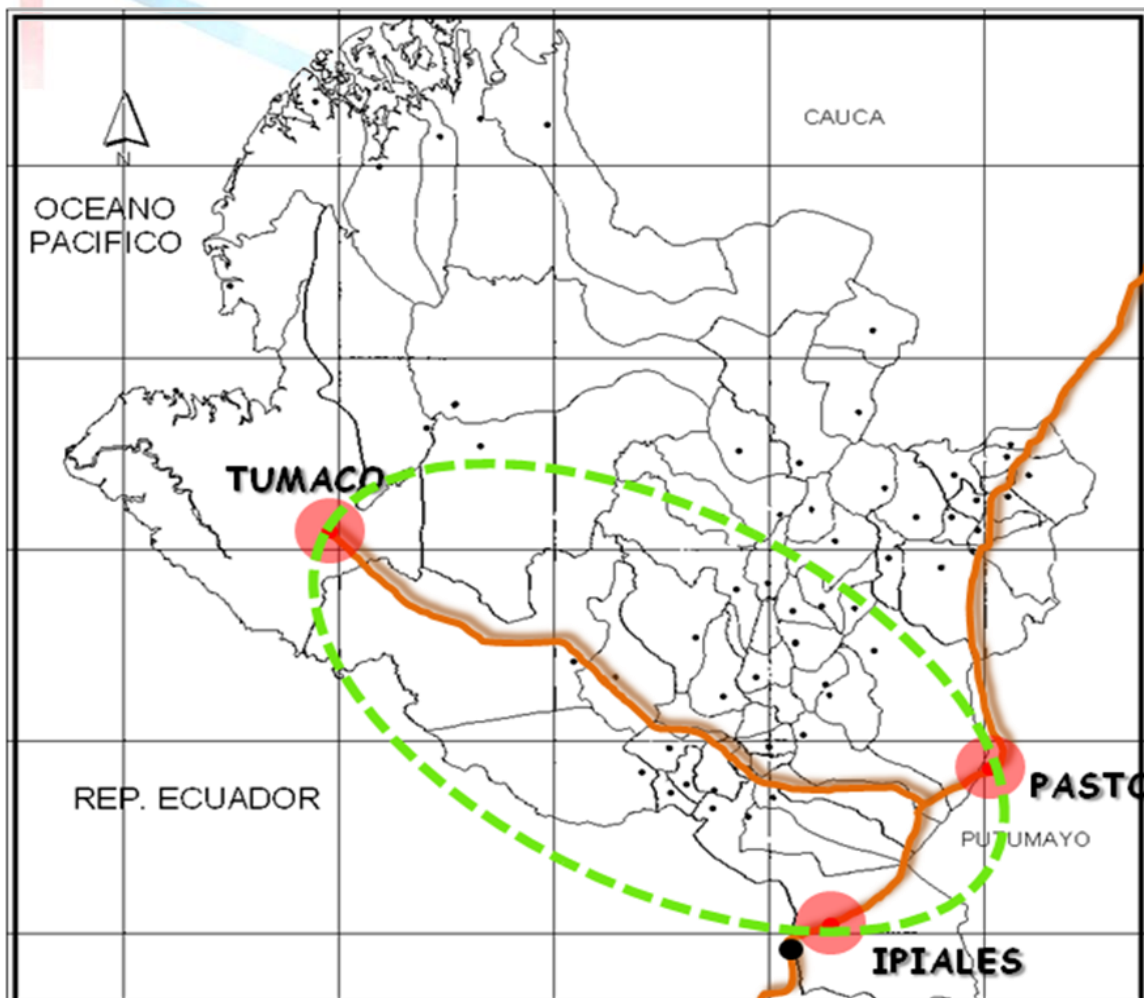 CAUCA
N
OCEANO
PACIFICO
TUMACO
REP. ECUADOR
PASTO
PUTUMAYO
IPIALES